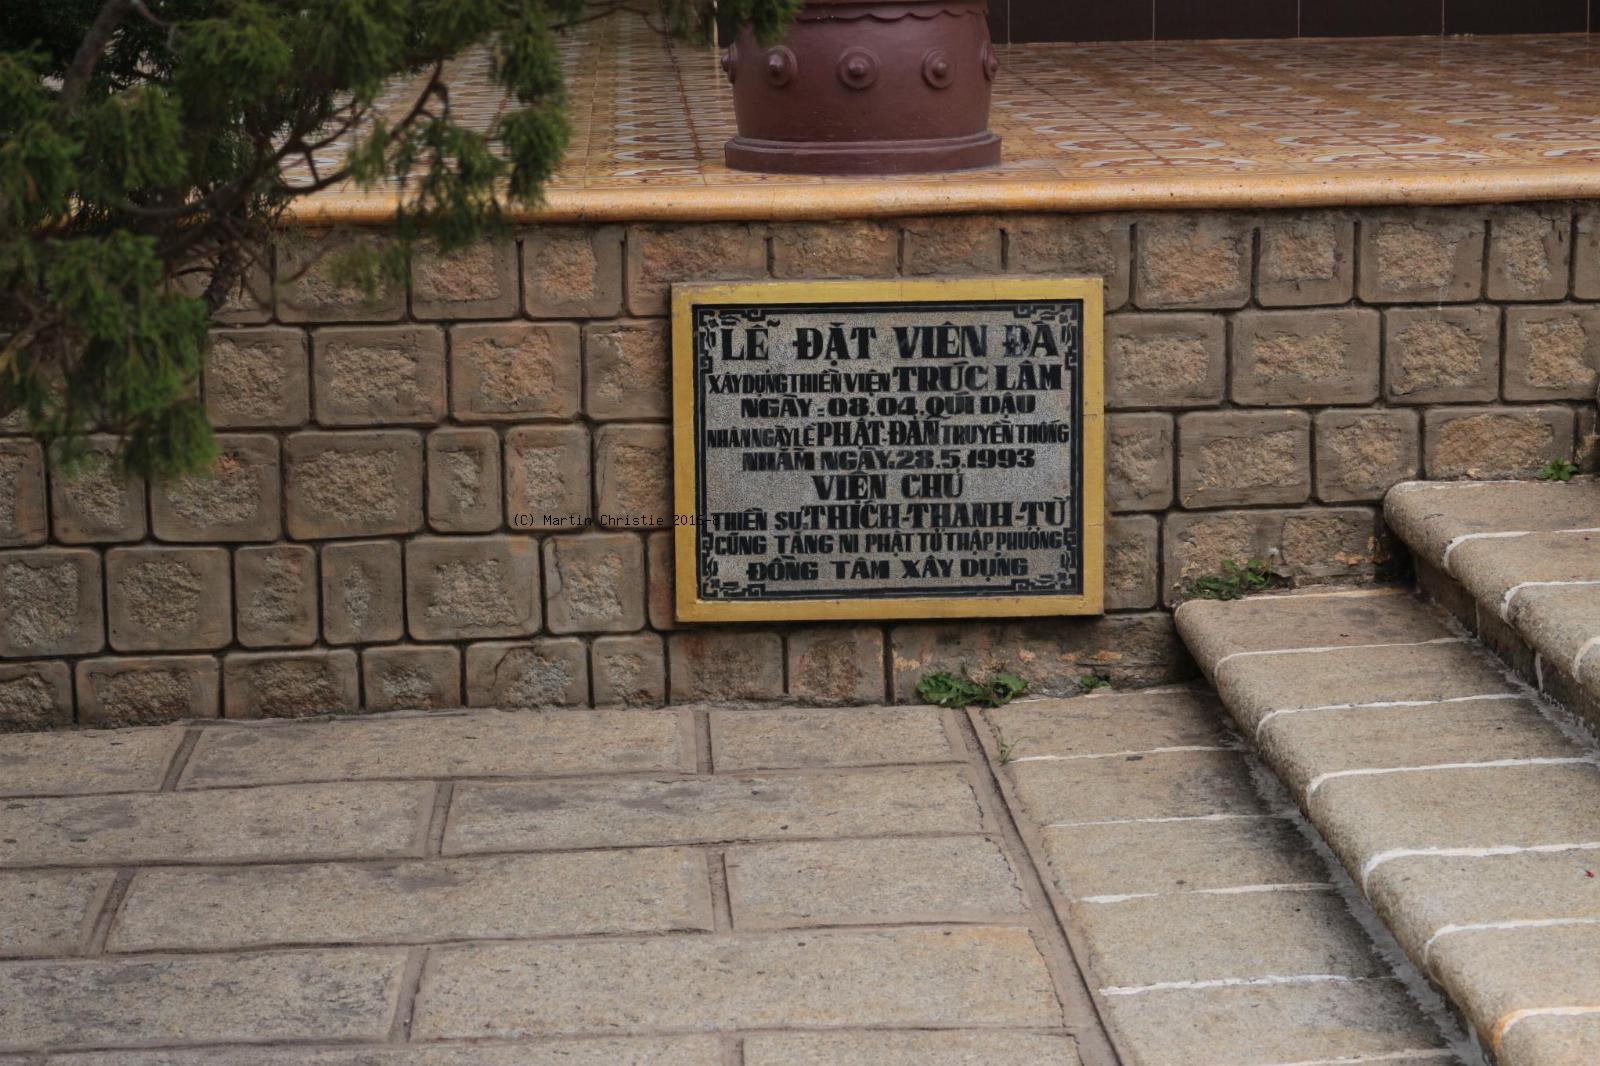 LỄ ĐẶT VIÊN ĐÁ
XÂY DỰNG THIỀN VIỆN TRÚC LÂM
NGÀY: 08.04.QUÍ DẬU
NHÂN NGÀY LỄ PHẬT-ĐẢN TRUYỀN THỐNG
NHẰM NGÀY:28.5.1993
VIỆN CHỦ
THIỀN SƯ:THÍCH-THANH-TỪ
CÙNG TĂNG NI PHẬT TỬ THẬP PHƯƠNG
ĐỒNG TÂM XÂY DỰNG
(C) Martin Christie 2016-8